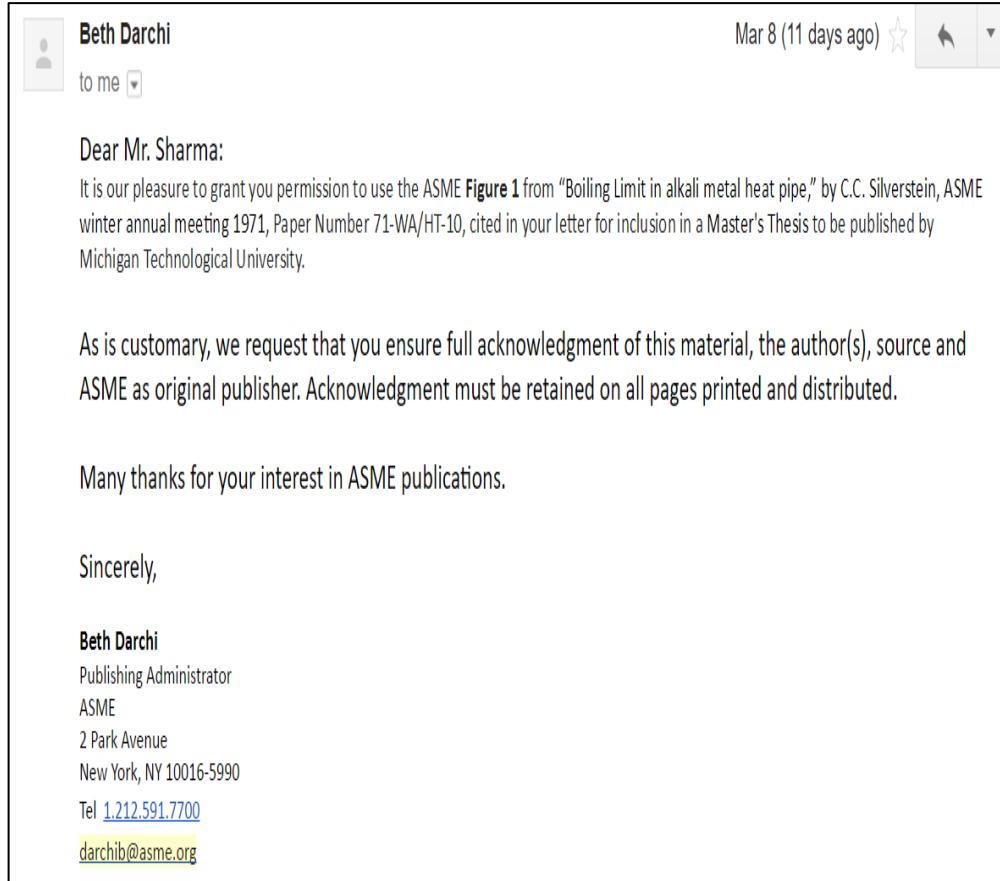 Beth Darchi
Mar 8 (11 days ago)
to me
Dear Mr. Sharma:
It is our pleasure to grant you permission to use the ASME Figure 1 from “Boiling Limit in alkali metal heat pipe,” by C.C. Silverstein, ASME
winter annual meeting 1971, Paper Number 71-WA/HT-10, cited in your letter for inclusion in a Master's Thesis to be published by
Michigan Technological University.
As is customary, we request that you ensure full acknowledgment of this material, the author(s), source and
ASME as original publisher. Acknowledgment must be retained on all pages printed and distributed.
Many thanks for your interest in ASME publications.
Sincerely,
Beth Darchi
Publishing Administrator
ASME
2 Park Avenue
New York, NY 10016-5990
Tel 1.212.591.7700
darchib@asme.org